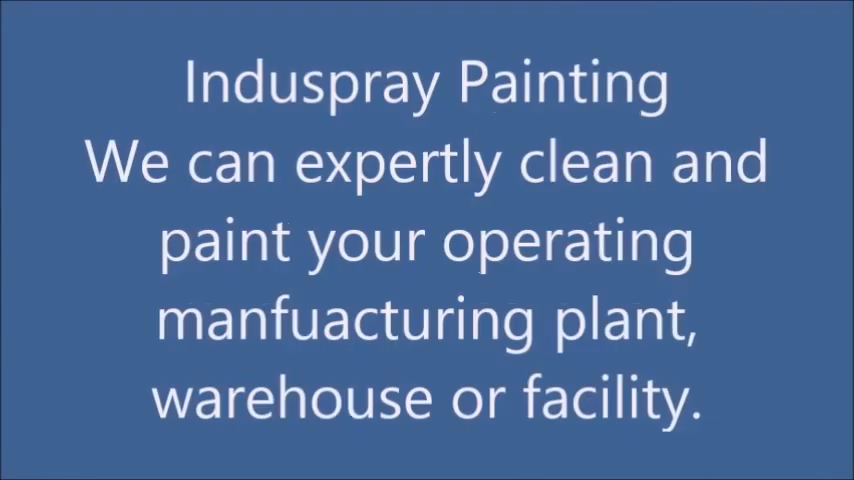 Induspray Painting
We can expertly clean and
paint your operating
manfuacturing plant,
warehouse or facility.